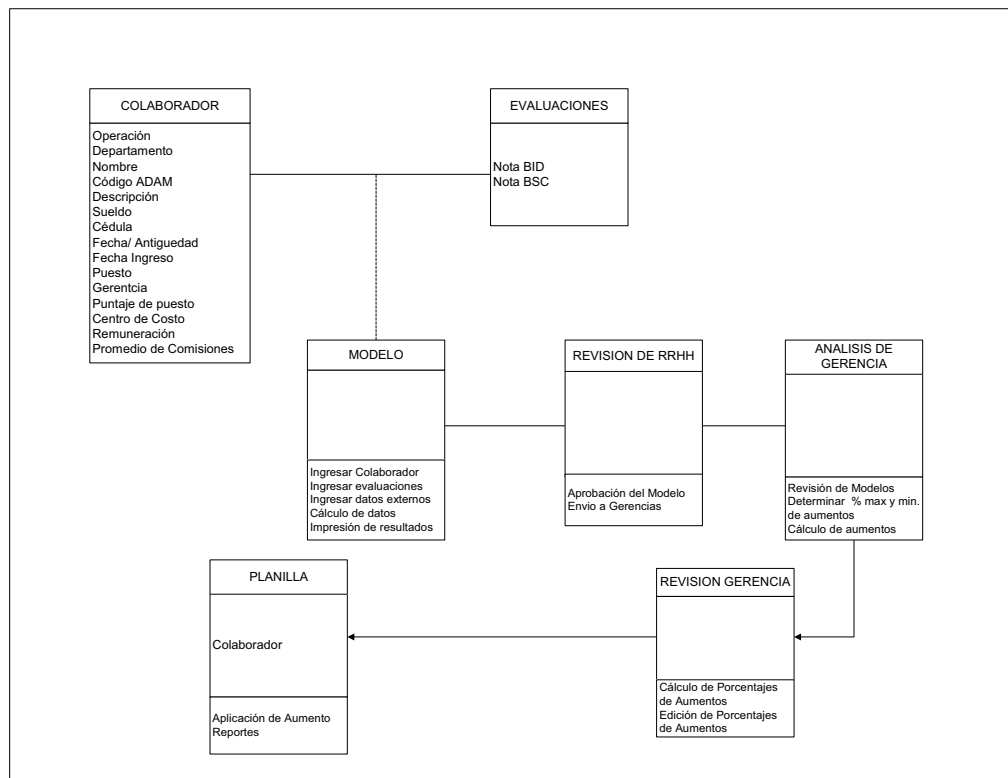 COLABORADOR
Operación
Departamento
Nombre
Código ADAM
Descripción
Sueldo
Cédula
Fecha/ Antiguedad
Fecha Ingreso
Puesto
Gerentcia
Puntaje de puesto
Centro de Costo
Remuneración
Promedio de Comisiones
EVALUACIONES
Nota BID
Nota BSC
MODELO
Ingresar Colaborador
Ingresar evaluaciones
Ingresar datos externos
Cálculo de datos
Impresión de resultados
REVISION DE RRHH
Aprobación del Modelo
Envio a Gerencias
ANALISIS DE
GERENCIA
Revisión de Modelos
Determinar % max y min.
de aumentos
Cálculo de aumentos
PLANILLA
Colaborador
Aplicación de Aumento
Reportes
REVISION GERENCIA
Cálculo de Porcentajes
de Aumentos
Edición de Porcentajes
de Aumentos